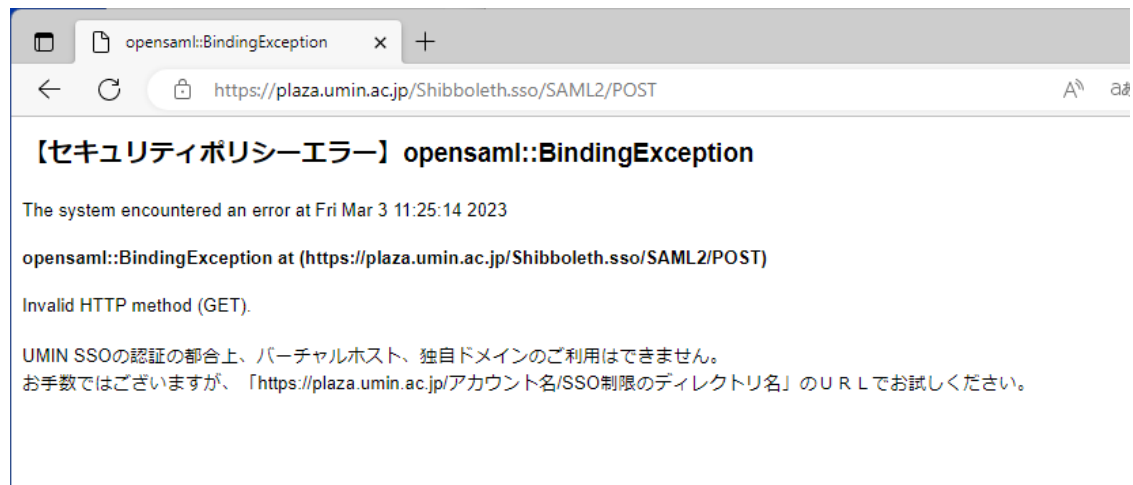 opensaml::BindingException
https://plaza.umin.ac.jp/Shibboleth.sso/SAML2/POST
【セキュリティポリシーエラー】opensaml::BindingException
The system encountered an error at Fri Mar 3 11:25:14 2023
opensaml::BindingException at (https://plaza.umin.ac.jp/Shibboleth.sso/SAML2/POST)
Invalid HTTP method (GET).
UMIN SSOの認証の都合上、バーチャルホスト、独自ドメインのご利用はできません。
お手数ではございますが、「https://plaza.umin.ac.jp/アカウント名/SSO制限のディレクトリ名」のＵＲＬでお試しください。